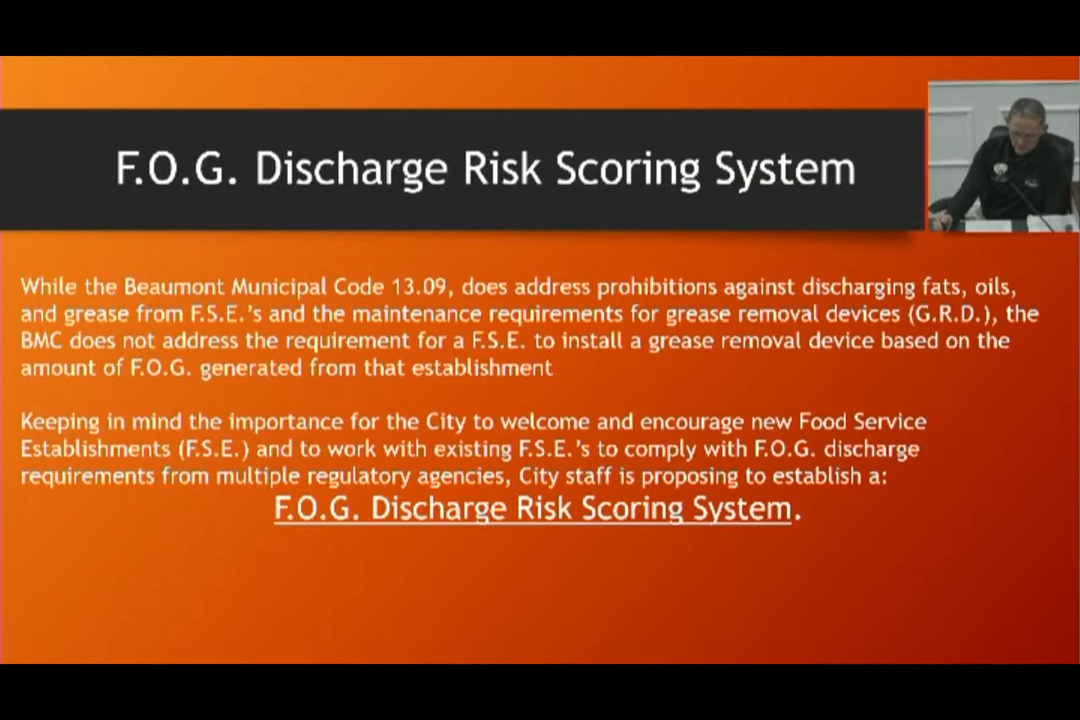 F.O.G. Discharge Risk Scoring System
While the Beaumont Municipal Code 13.09, does address prohibitions against discharging fats, oils,
and grease from F.S.E.'s and the maintenance requirements for grease removal devices (G.R.D.), the
BMC does not address the requirement for a F.S.E. to install a grease removal device based on the
amount of F.O.G. generated from that establishment
Keeping in mind the importance for the City to welcome and encourage new Food Service
Establishments (F.S.E.) and to work with existing F.S.E.'s to comply with F.O.G. discharge
requirements from multiple regulatory agencies, City staff is proposing to establish a:
F.O.G. Discharge Risk Scoring System.